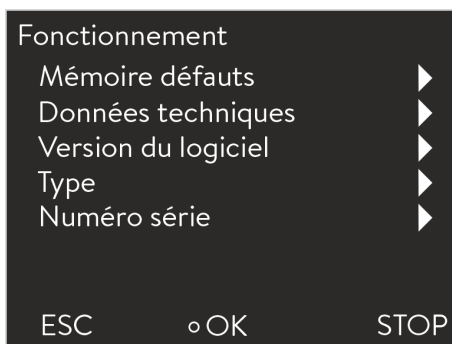 Fonctionnement
Mémoire défauts
Données techniques
Version du logiciel
Type
Numéro série
ESC OK STOP